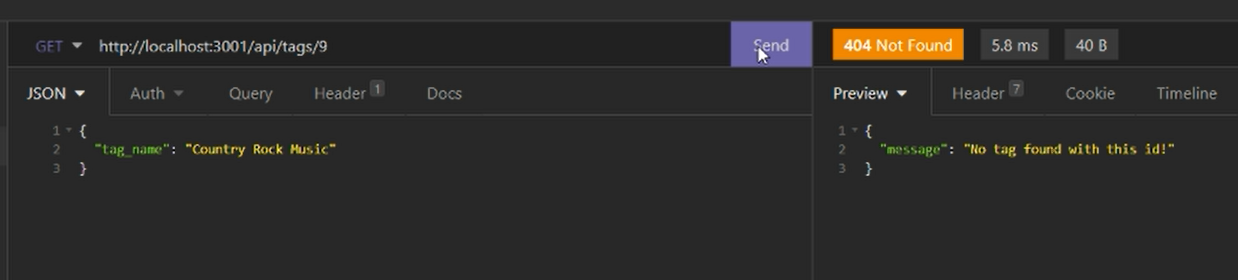 GET http://localhost:3001/api/tags/9 Send 404 Not Found 5.8 ms 40 B
JSON Auth Query Header 1 Docs Preview Header 7 Cookie Timeline
1 {
2 "tag_name": "Country Rock Music"
3 }
1 {
2 "message": "No tag found with this id!"
3 }